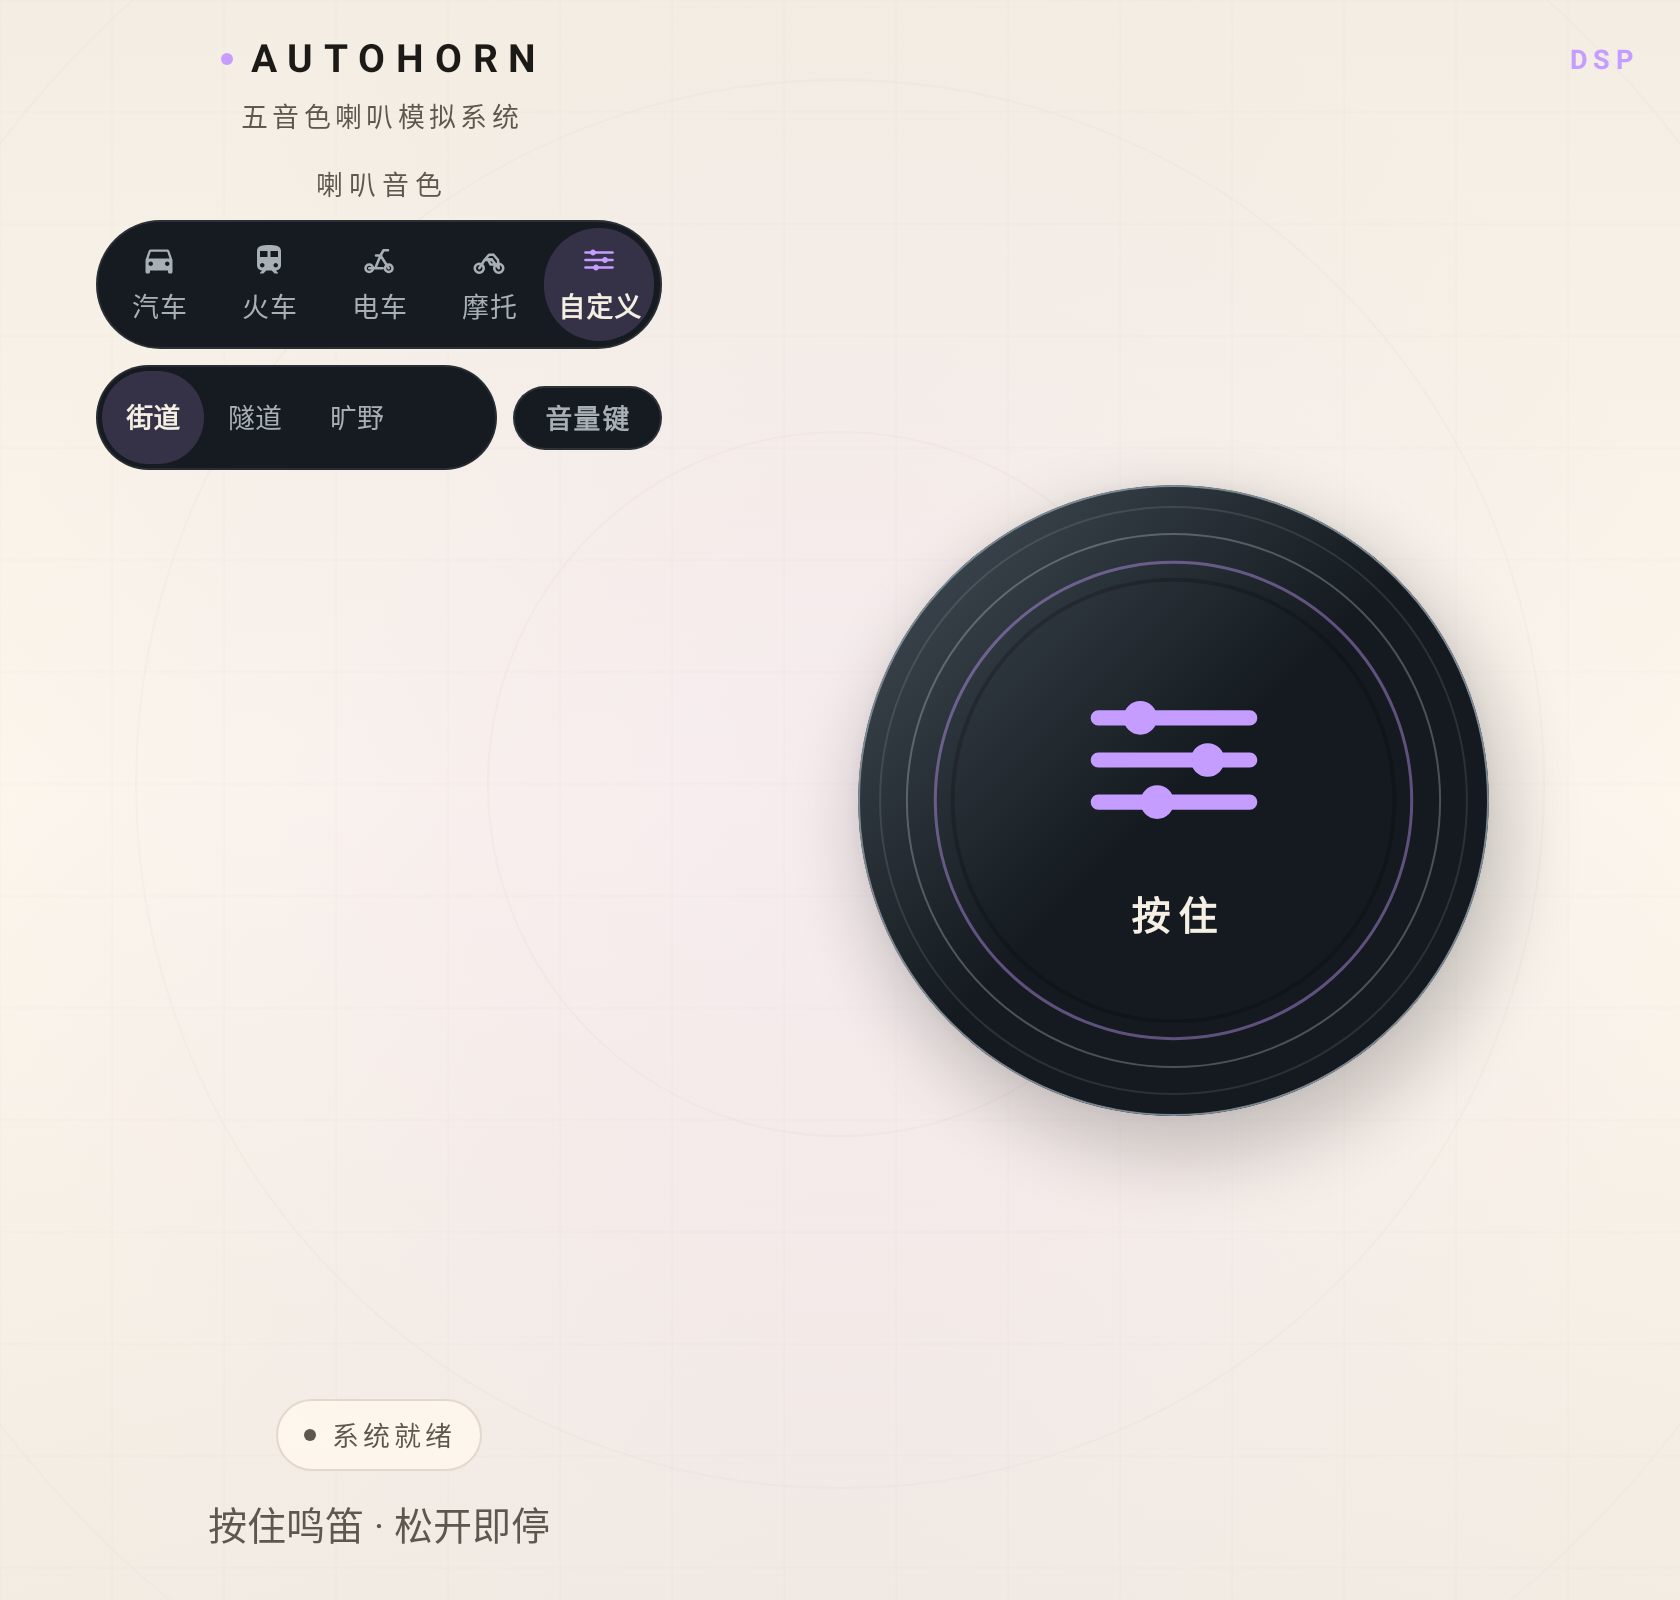 AUTOHORN
DSP
五音色喇叭模拟系统
喇叭音色
汽车 火车 电车 摩托 自定义
街道 隧道 旷野 音量键
按住
系统就绪
按住鸣笛 · 松开即停